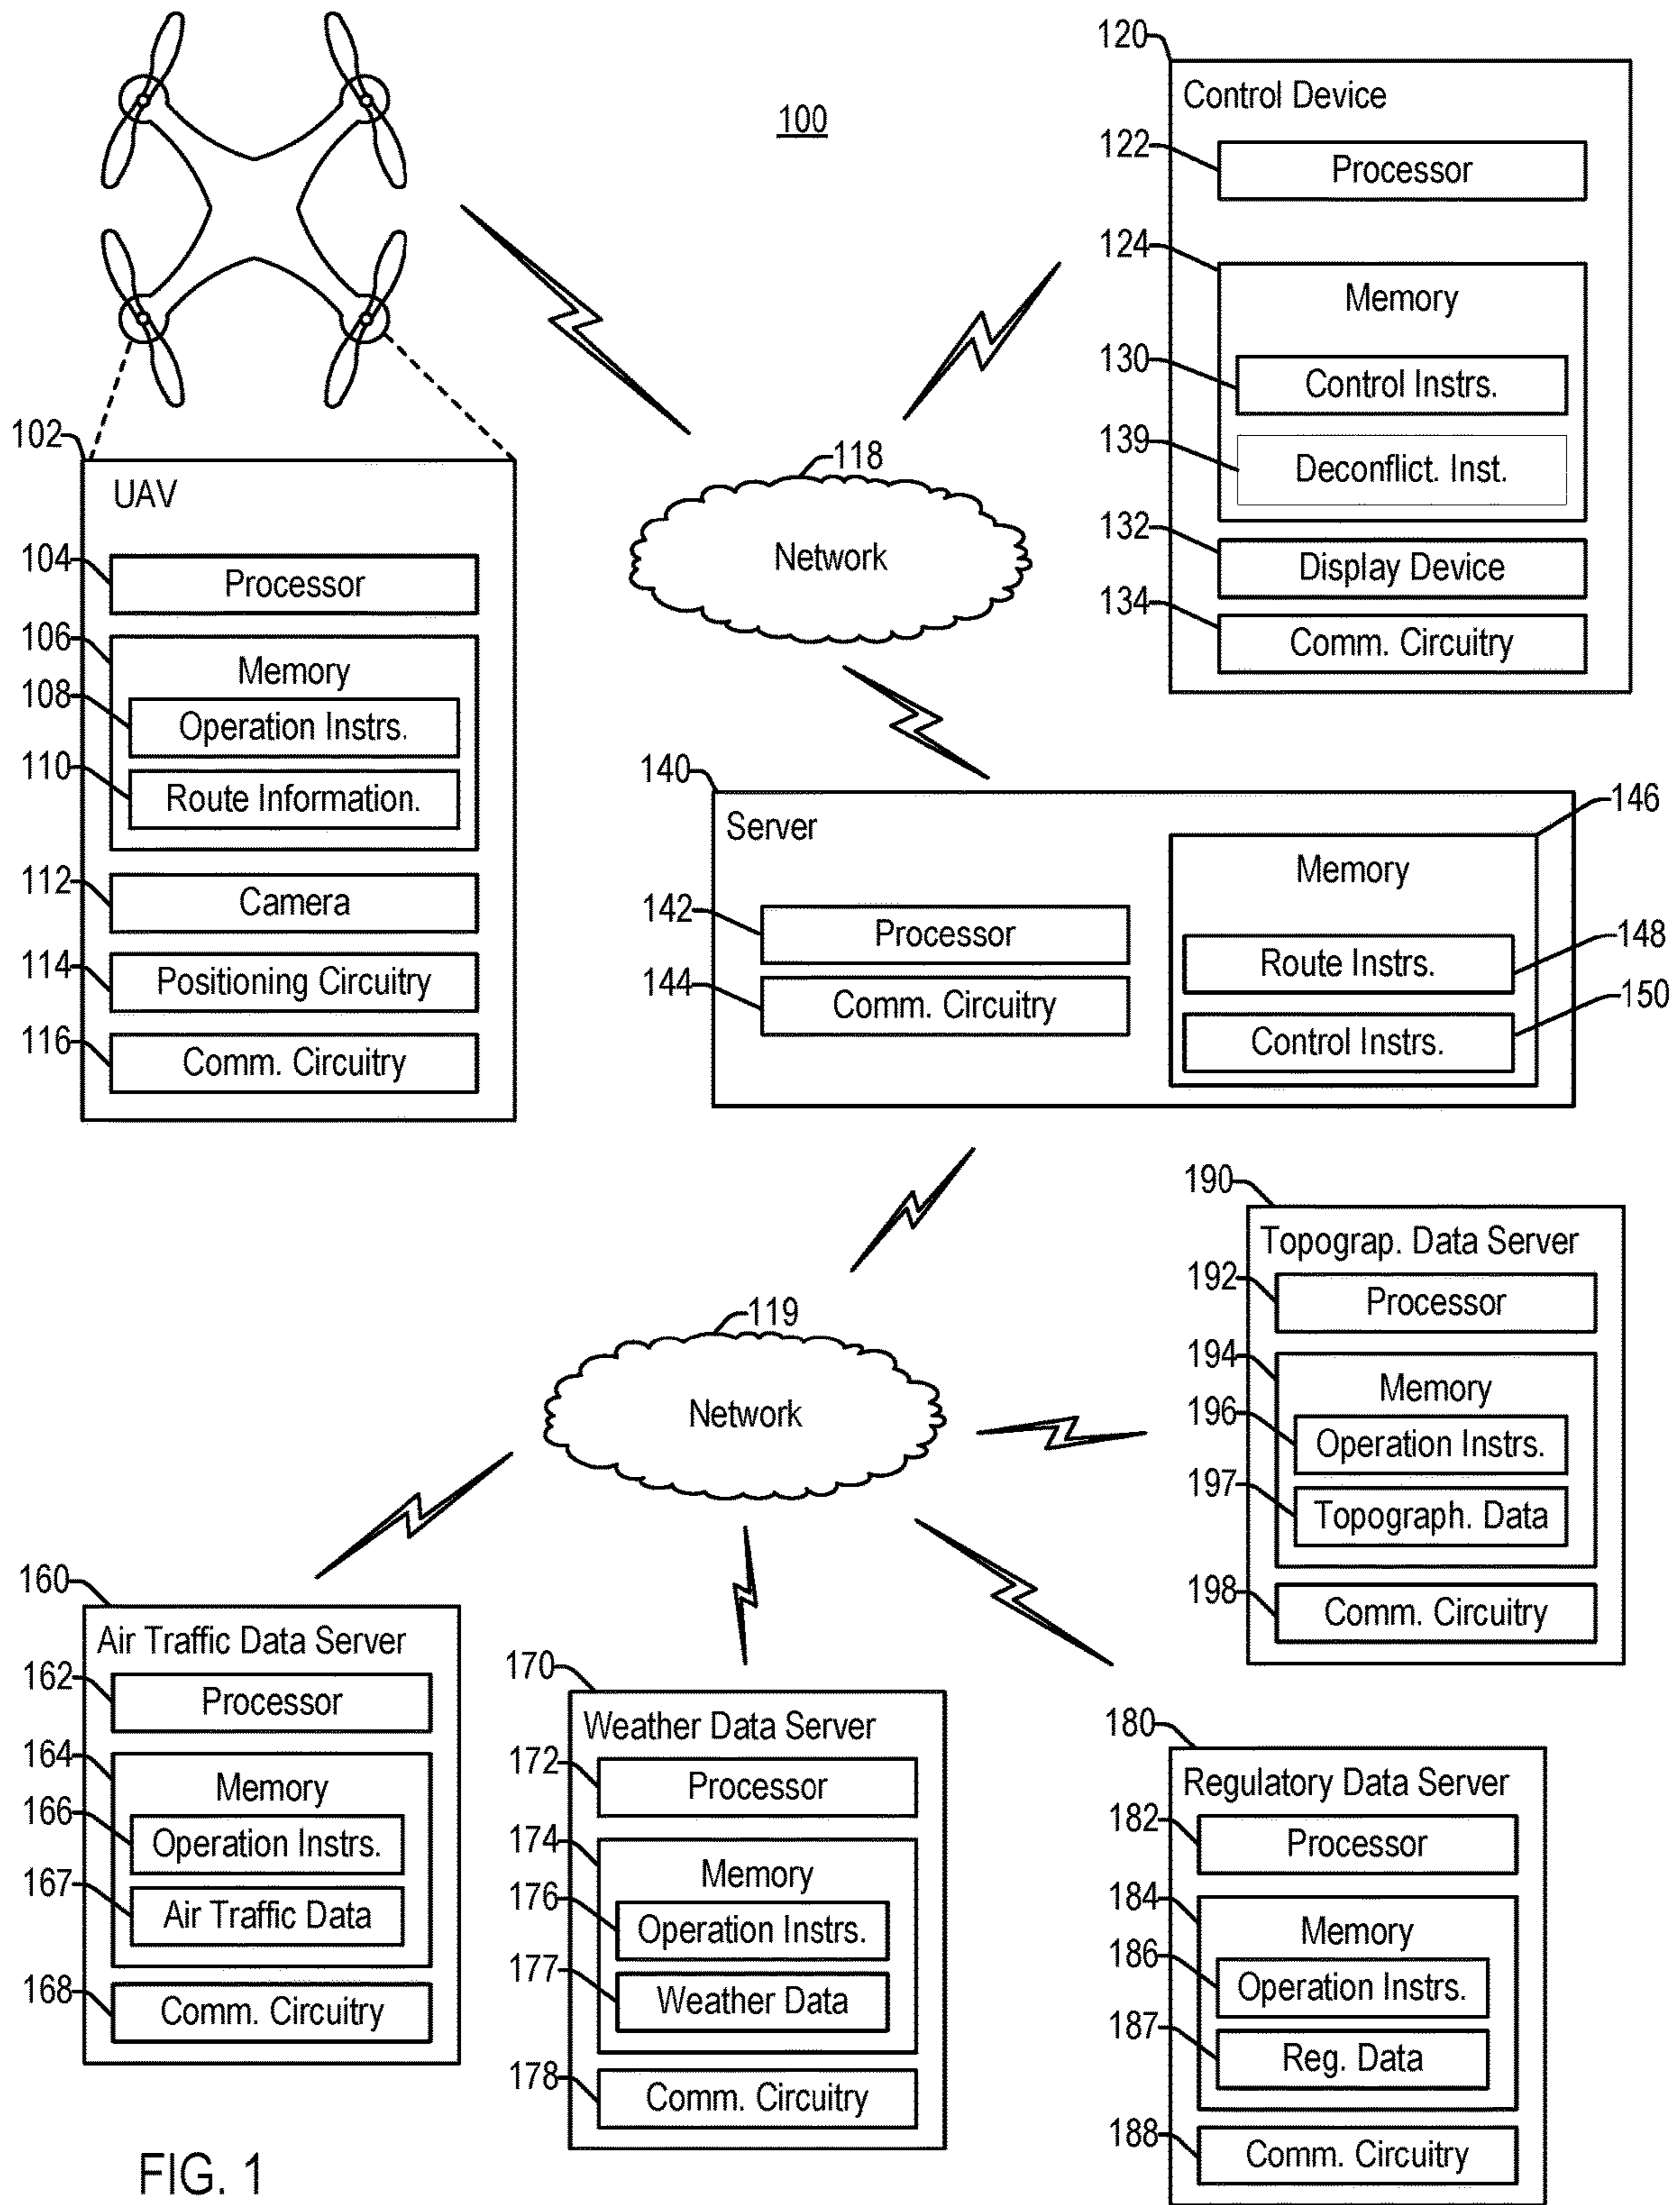 100
120
Control Device
122
Processor
124
Memory
130
Control Instrs.
139
Deconflict. Inst.
132
Display Device
134
Comm. Circuitry
102
UAV
104
Processor
106
Memory
108
Operation Instrs.
110
Route Information.
112
Camera
114
Positioning Circuitry
116
Comm. Circuitry
118
Network
140
Server
142
Processor
144
Comm. Circuitry
146
Memory
148
Route Instrs.
150
Control Instrs.
119
Network
190
Topograp. Data Server
192
Processor
194
Memory
196
Operation Instrs.
197
Topograph. Data
198
Comm. Circuitry
160
Air Traffic Data Server
162
Processor
164
Memory
166
Operation Instrs.
167
Air Traffic Data
168
Comm. Circuitry
170
Weather Data Server
172
Processor
174
Memory
176
Operation Instrs.
177
Weather Data
178
Comm. Circuitry
180
Regulatory Data Server
182
Processor
184
Memory
186
Operation Instrs.
187
Reg. Data
188
Comm. Circuitry
FIG. 1